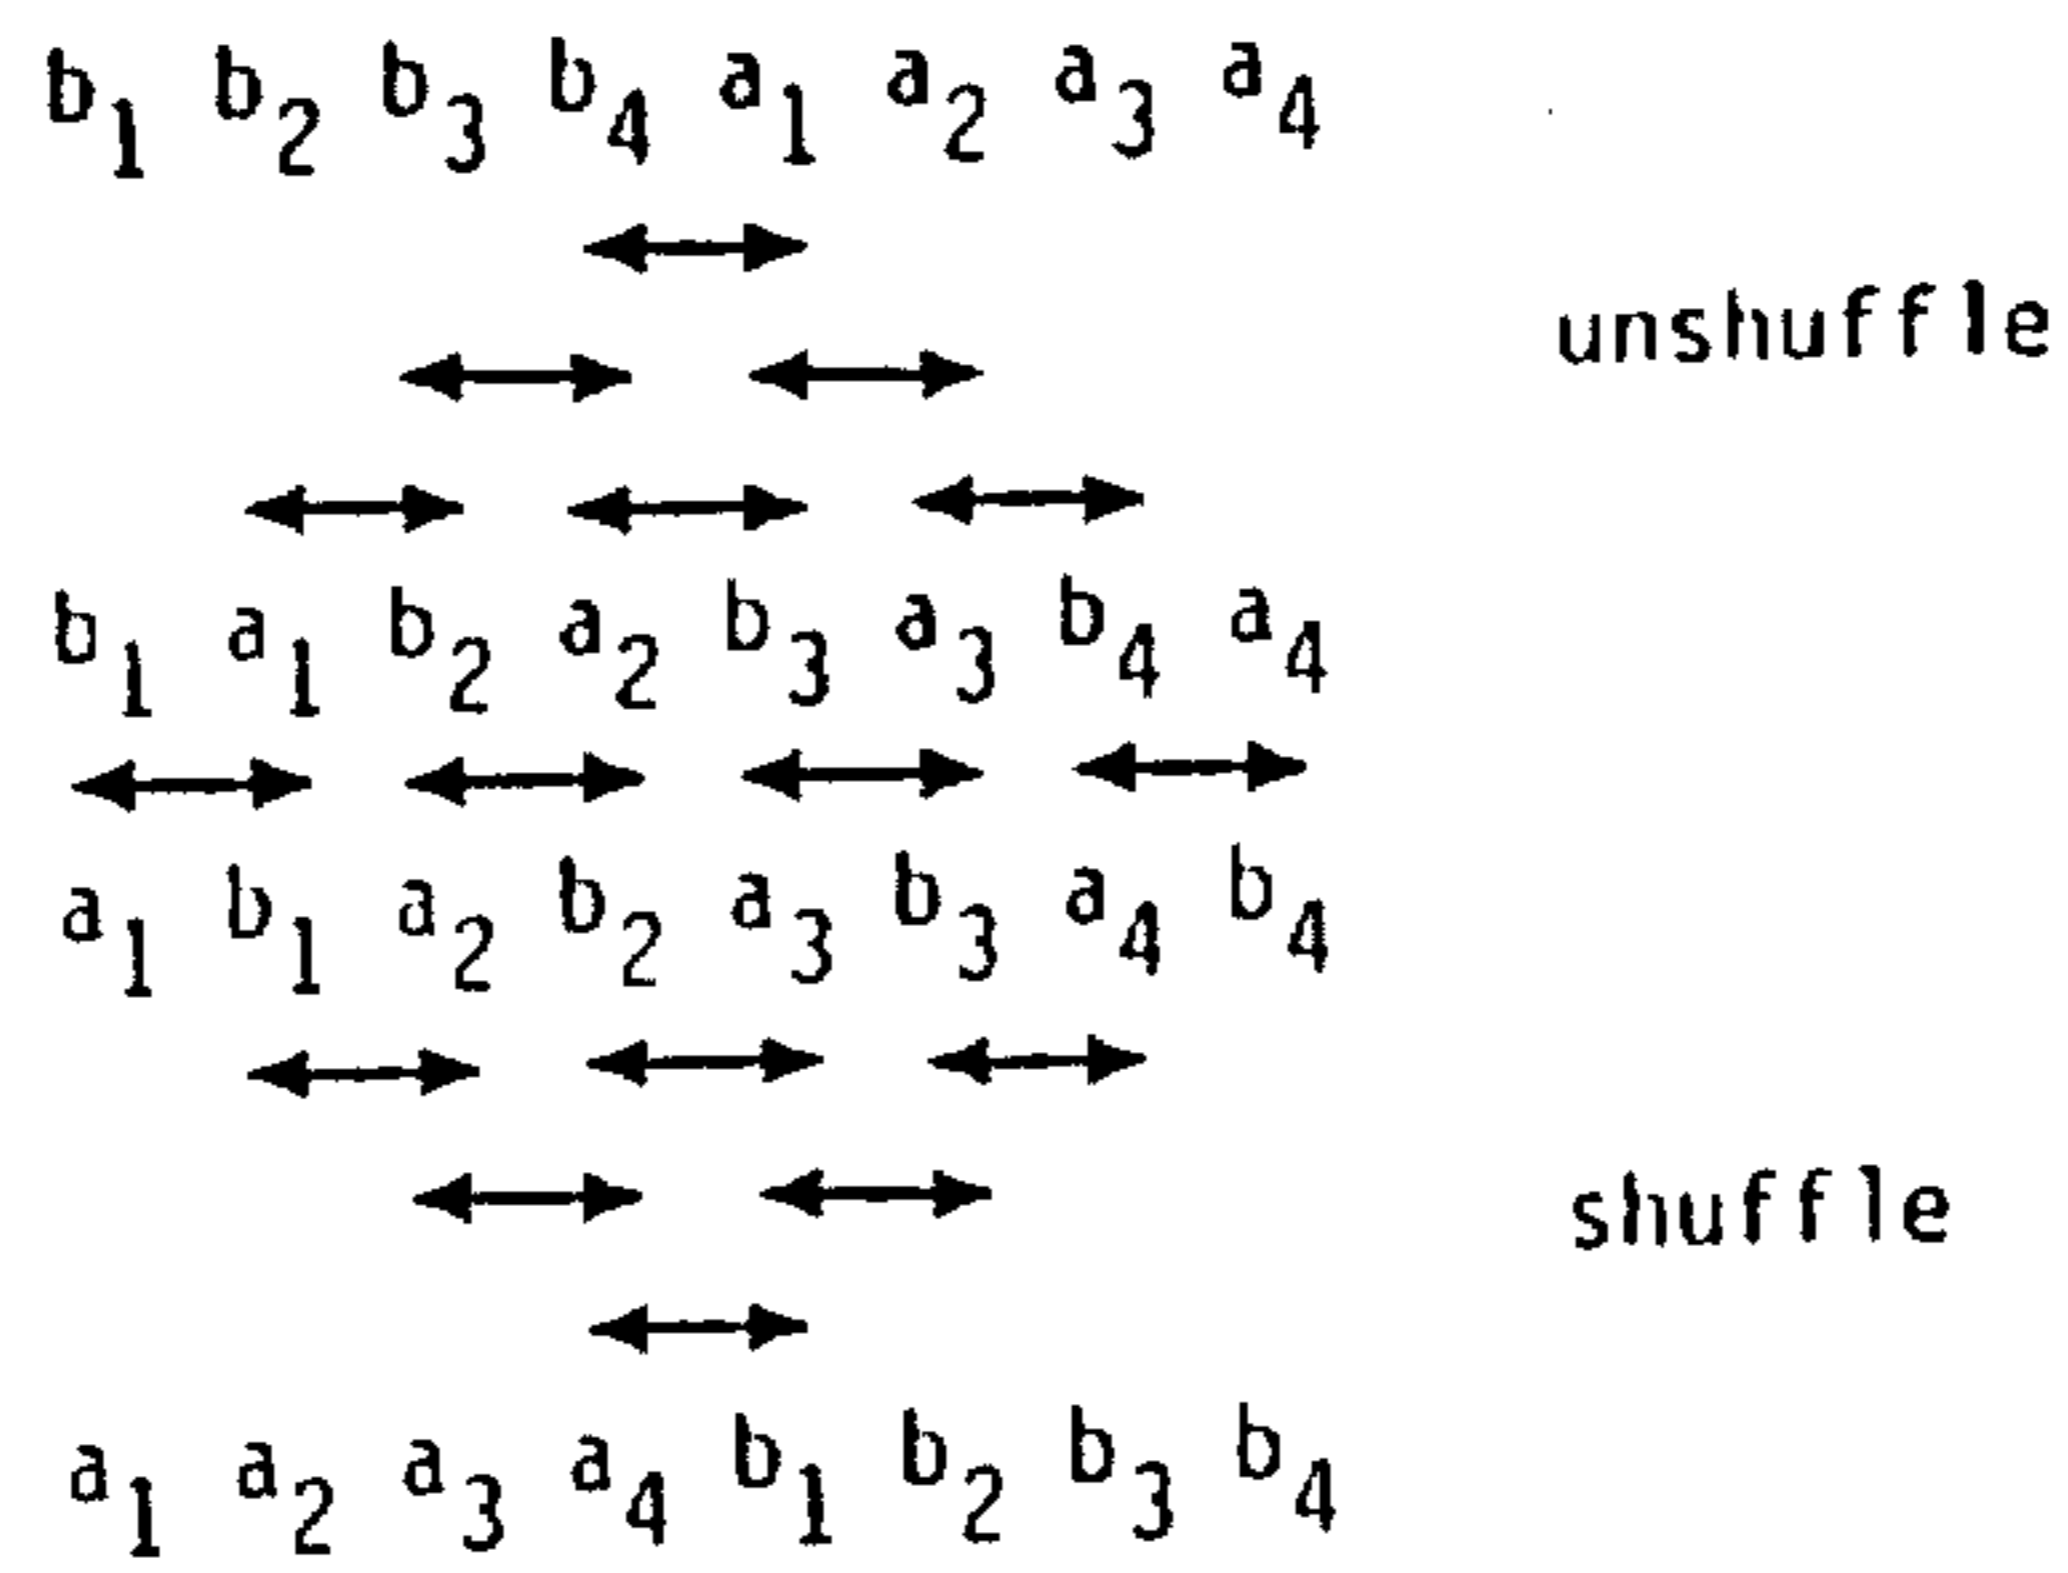 b₁ b₂ b₃ b₄ a₁ a₂ a₃ a₄
unshuffle
b₁ a₁ b₂ a₂ b₃ a₃ b₄ a₄
a₁ b₁ a₂ b₂ a₃ b₃ a₄ b₄
shuffle
a₁ a₂ a₃ a₄ b₁ b₂ b₃ b₄